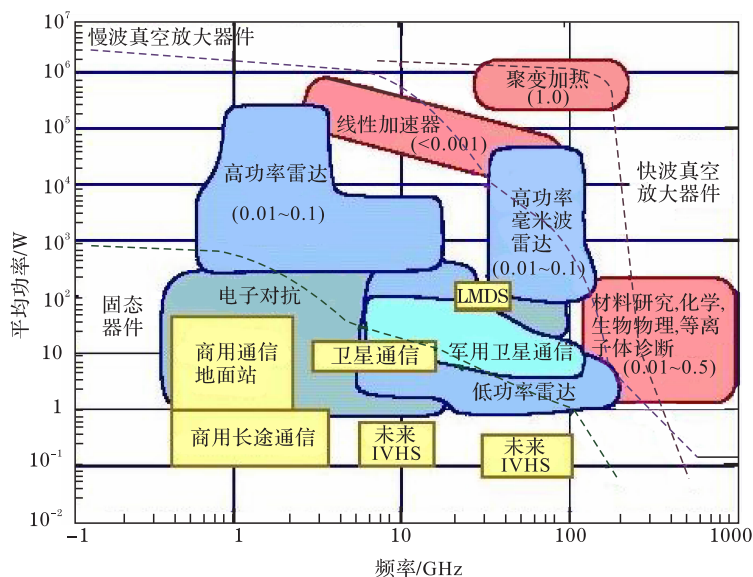 10^7
慢波真空放大器件
10^6
聚变加热
(1.0)
10^5
线性加速器
(<0.001)
10^4
高功率雷达
(0.01~0.1)
高功率
毫米波
雷达
(0.01~0.1)
快波真空
放大器件
10^3
平均功率/W
10^2
固态
器件
电子对抗
LMDS
材料研究,化学,
生物物理,等离
子体诊断
(0.01~0.5)
商用通信
地面站
卫星通信
军用卫星通信
10
低功率雷达
1
商用长途通信
未来
IVHS
未来
IVHS
10^-1
10^-2
-1
1
10
100
1000
频率/GHz